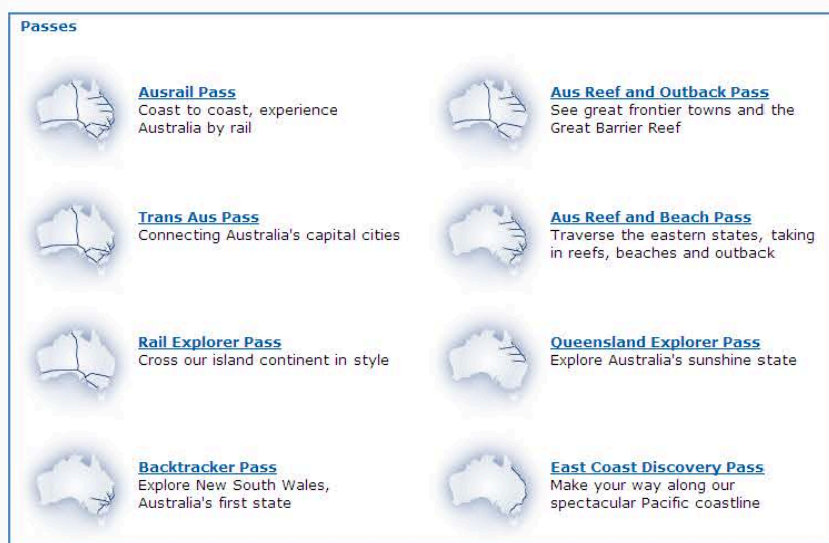 Passes
Ausrail Pass
Coast to coast, experience
Australia by rail
Aus Reef and Outback Pass
See great frontier towns and the
Great Barrier Reef
Trans Aus Pass
Connecting Australia's capital cities
Aus Reef and Beach Pass
Traverse the eastern states, taking
in reefs, beaches and outback
Rail Explorer Pass
Cross our island continent in style
Queensland Explorer Pass
Explore Australia's sunshine state
Backtracker Pass
Explore New South Wales,
Australia's first state
East Coast Discovery Pass
Make your way along our
spectacular Pacific coastline